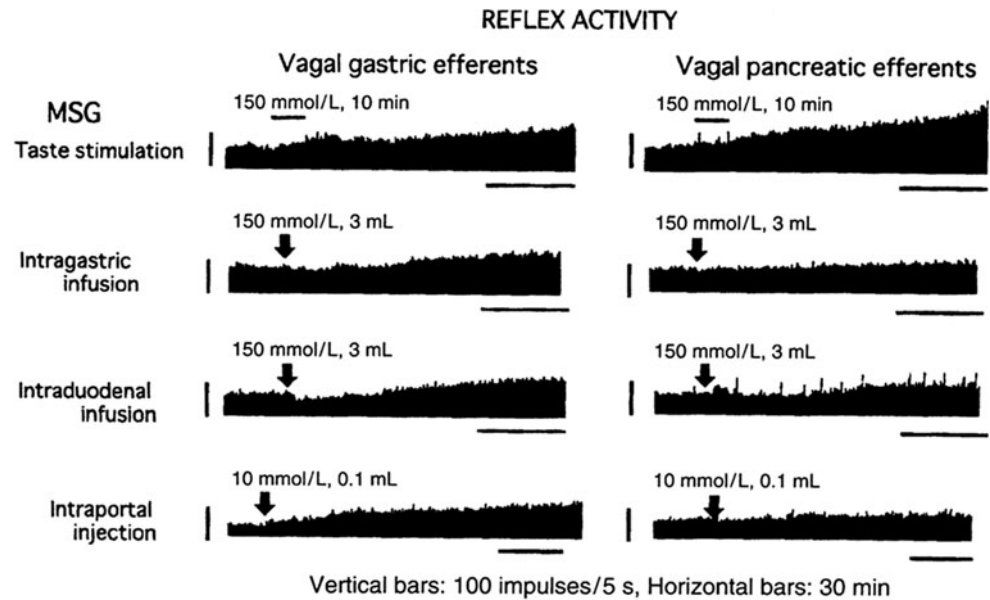 REFLEX ACTIVITY
Vagal gastric efferents
Vagal pancreatic efferents
MSG
Taste stimulation
150 mmol/L, 10 min
150 mmol/L, 10 min
Intragastric
infusion
150 mmol/L, 3 mL
150 mmol/L, 3 mL
Intraduodenal
infusion
150 mmol/L, 3 mL
150 mmol/L, 3 mL
Intraportal
injection
10 mmol/L, 0.1 mL
10 mmol/L, 0.1 mL
Vertical bars: 100 impulses/5 s, Horizontal bars: 30 min